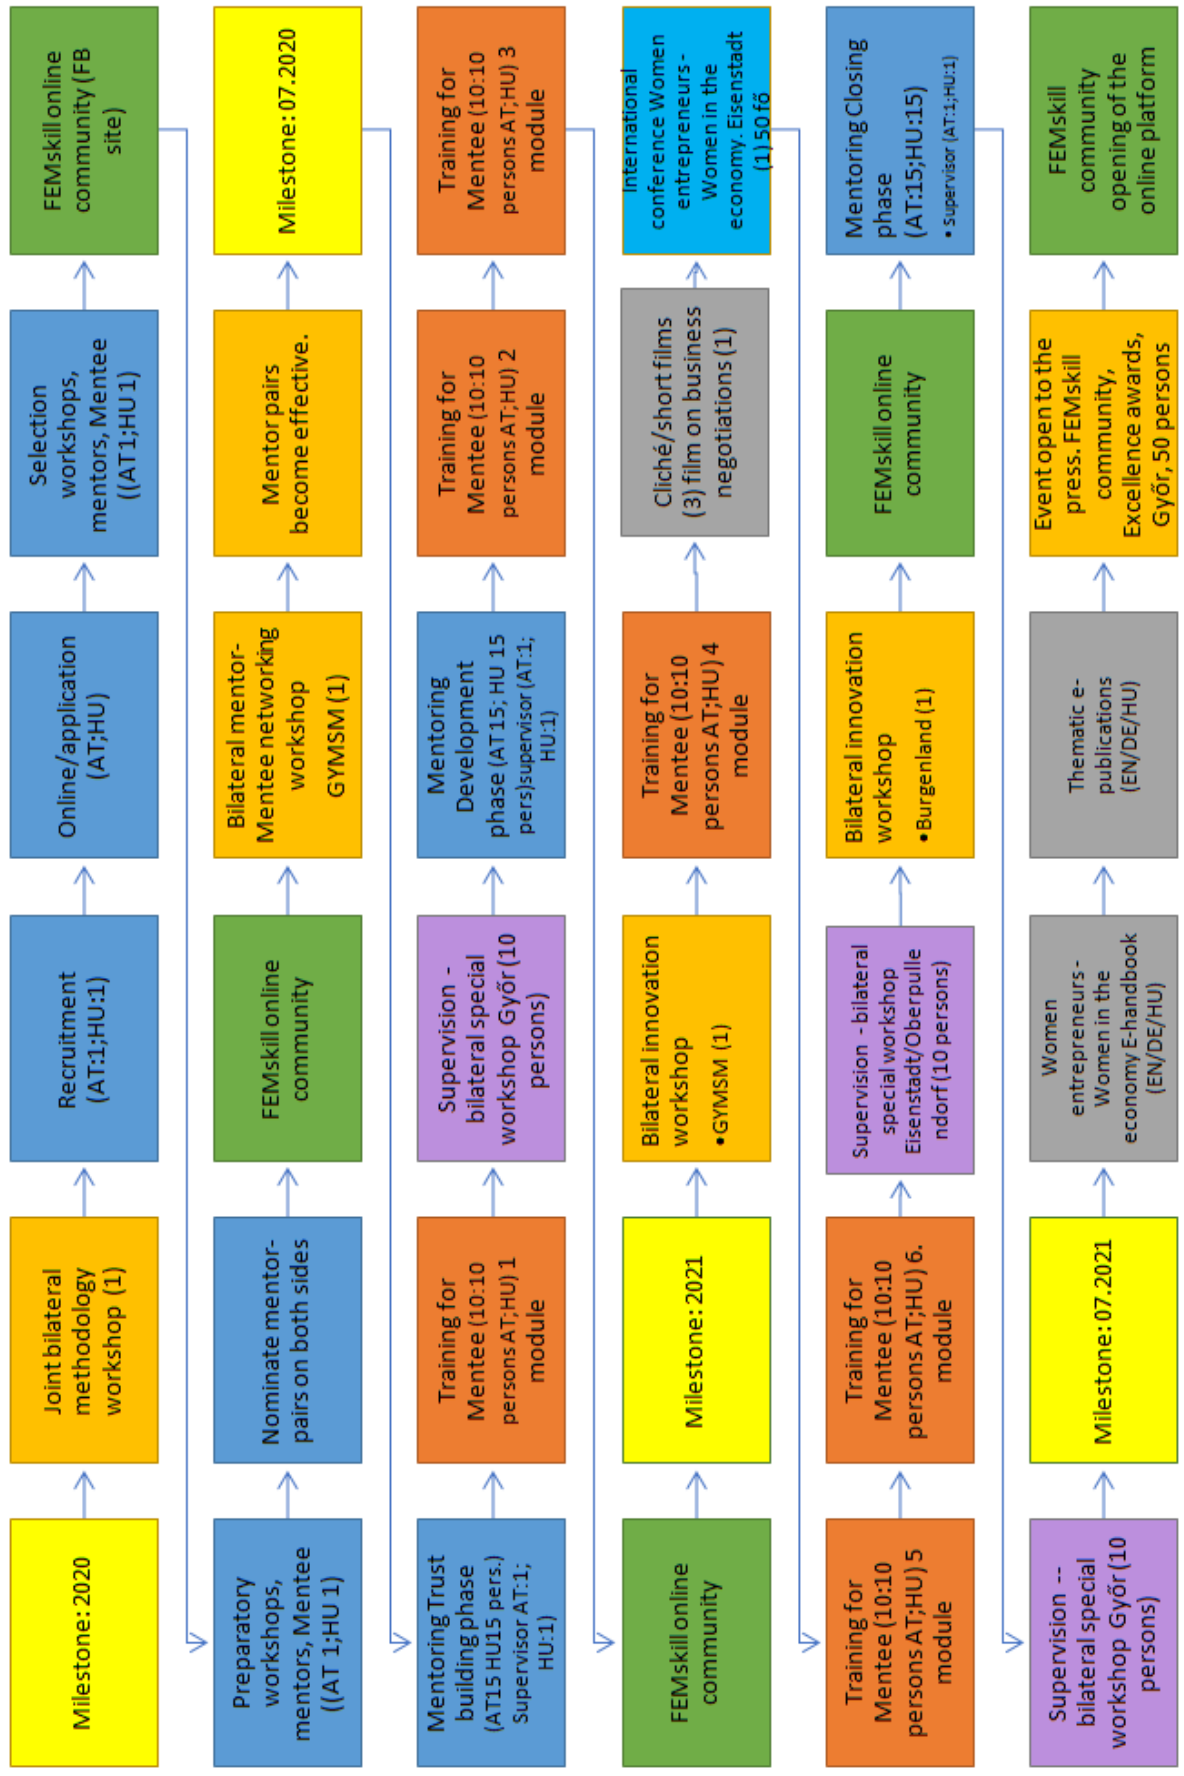 Milestone: 2020
Joint bilateral
methodology
workshop (1)
Recruitment
(AT:1;HU:1)
Online/application
(AT;HU)
Selection
workshops,
mentors, Mentee
((AT1;HU 1)
FEMskill online
community (FB
site)
Preparatory
workshops,
mentors, Mentee
((AT 1;HU 1)
Nominate mentor-
pairs on both sides
FEMskill online
community
Bilateral mentor-
Mentee networking
workshop
GYMSM (1)
Mentor pairs
become effective.
Milestone: 07.2020
Mentoring Trust
building phase
(AT15 HU15 pers.)
Supervisor AT:1;
HU:1)
Training for
Mentee (10:10
persons AT;HU) 1
module
Supervision -
bilateral special
workshop Győr (10
persons)
Mentoring
Development
phase (AT15; HU 15
pers)supervisor (AT:1;
HU:1)
Training for
Mentee (10:10
persons AT;HU) 2
module
Training for
Mentee (10:10
persons AT;HU) 3
module
FEMskill online
community
Milestone: 2021
Bilateral innovation
workshop
•GYMSM (1)
Training for
Mentee (10:10
persons AT;HU) 4
module
Cliché/short films
(3) film on business
negotiations (1)
International
conference Women
entrepreneurs -
Women in the
economy. Eisenstadt
(1) 50 fő
Training for
Mentee (10:10
persons AT;HU) 5
module
Training for
Mentee (10:10
persons AT;HU) 6.
module
Supervision - bilateral
special workshop
Eisenstadt/Oberpulle
ndorf (10 persons)
Bilateral innovation
workshop
•Burgenland (1)
FEMskill online
community
Mentoring Closing
phase
(AT:15;HU:15)
• Supervisor (AT:1;HU:1)
Supervision --
bilateral special
workshop Győr (10
persons)
Milestone: 07.2021
Women
entrepreneurs -
Women in the
economy E-handbook
(EN/DE/HU)
Thematic e-
publications
(EN/DE/HU)
Event open to the
press. FEMskill
community,
Excellence awards,
Győr, 50 persons
FEMskill
community
opening of the
online platform